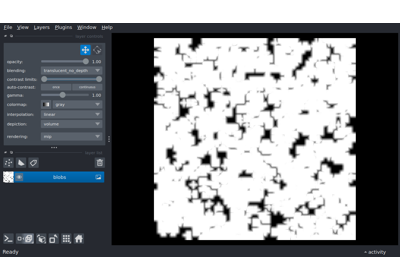 File View Layers Plugins Window Help
opacity: 1.00
blending: translucent_no_depth
contrast limits:
auto-contrast: once continuous
gamma: 1.00
colormap: gray
interpolation: linear
depiction: volume
rendering: mip
blobs
Ready
activity